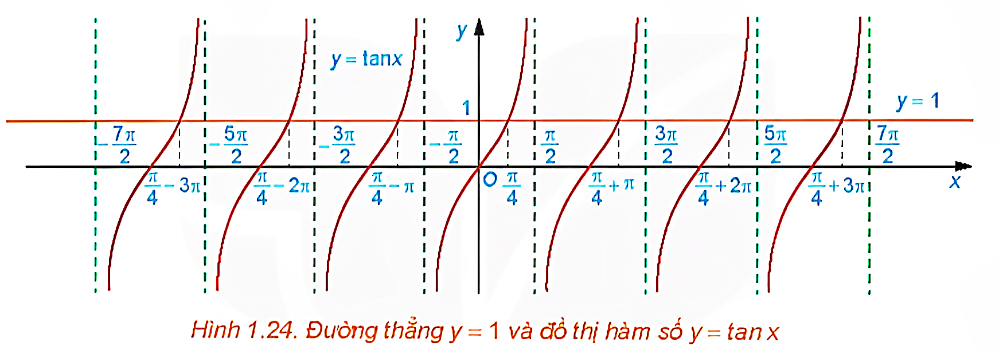 y
y = tanx
1
y = 1
-7π/2
-5π/2
-3π/2
-π/2
π/2
3π/2
5π/2
7π/2
π/4 - 3π
π/4 - 2π
π/4 - π
O
π/4
π/4 + π
π/4 + 2π
π/4 + 3π
x
Hình 1.24. Đường thẳng y = 1 và đồ thị hàm số y = tan x